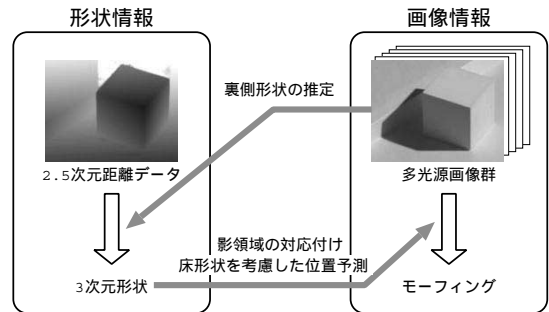 形状情報
画像情報
裏側形状の推定
2.5次元距離データ
多光源画像群
影領域の対応付け
床形状を考慮した位置予測
3次元形状
モーフィング